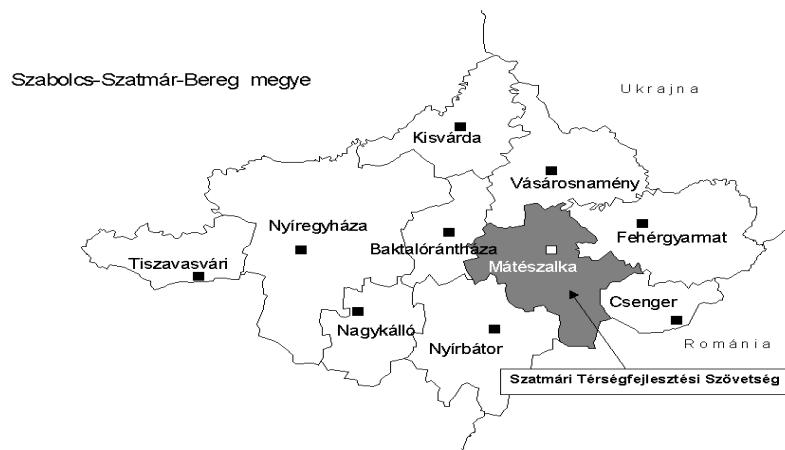 Szabolcs-Szatmár-Bereg megye
Ukrajna
Kisvárda
Vásárosnamény
Nyíregyháza
Baktalórántháza
Fehérgyarmat
Tiszavasvári
Mátészalka
Csenger
Nagykálló
Nyírbátor
Románia
Szatmári Térségfejlesztési Szövetség